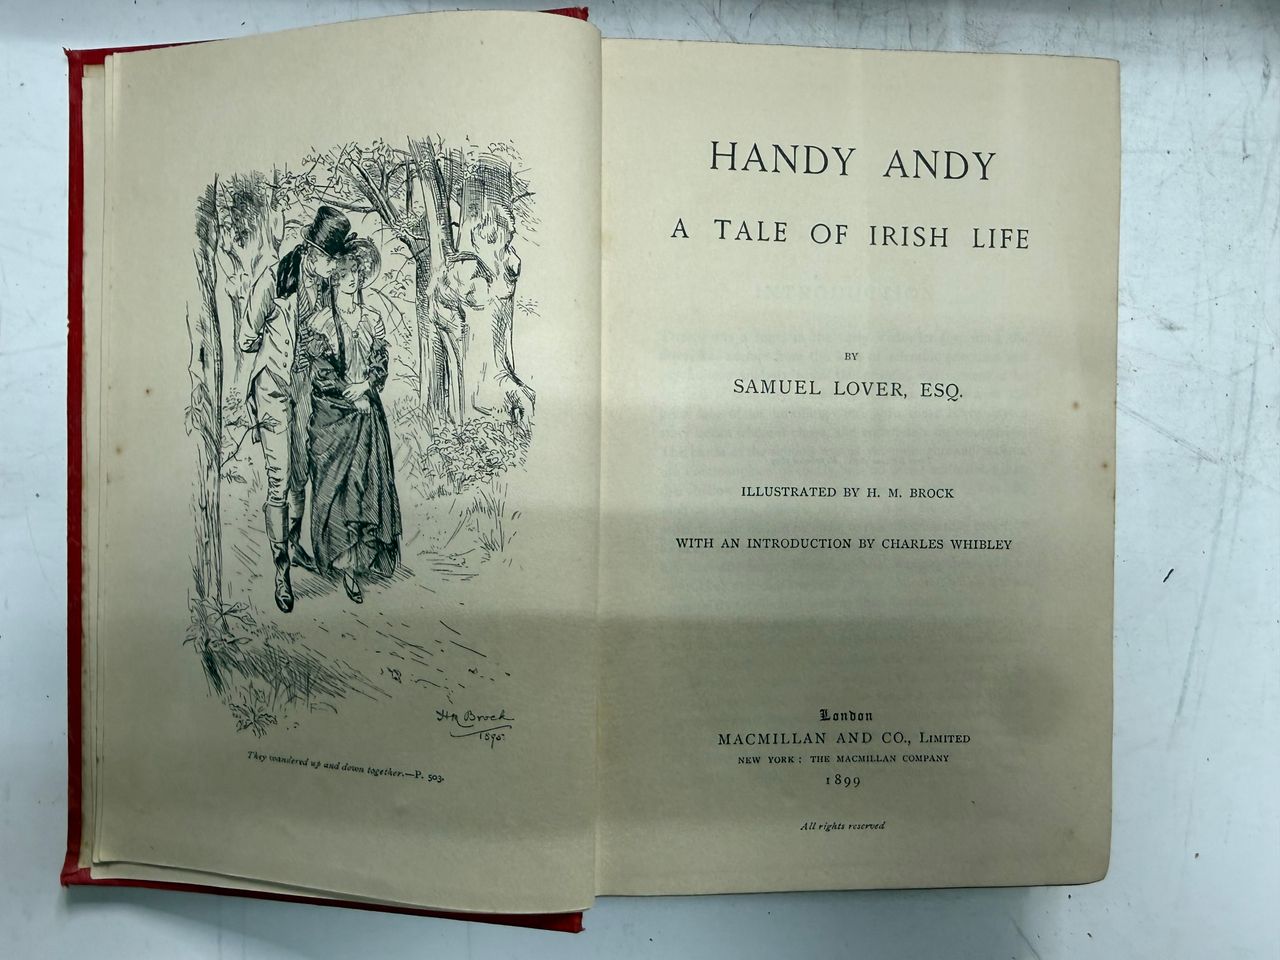 H M Brock
1895
They wandered up and down together.—P. 503.
HANDY ANDY
A TALE OF IRISH LIFE
BY
SAMUEL LOVER, ESQ.
ILLUSTRATED BY H. M. BROCK
WITH AN INTRODUCTION BY CHARLES WHIBLEY
London
MACMILLAN AND CO., LIMITED
NEW YORK: THE MACMILLAN COMPANY
1899
All rights reserved